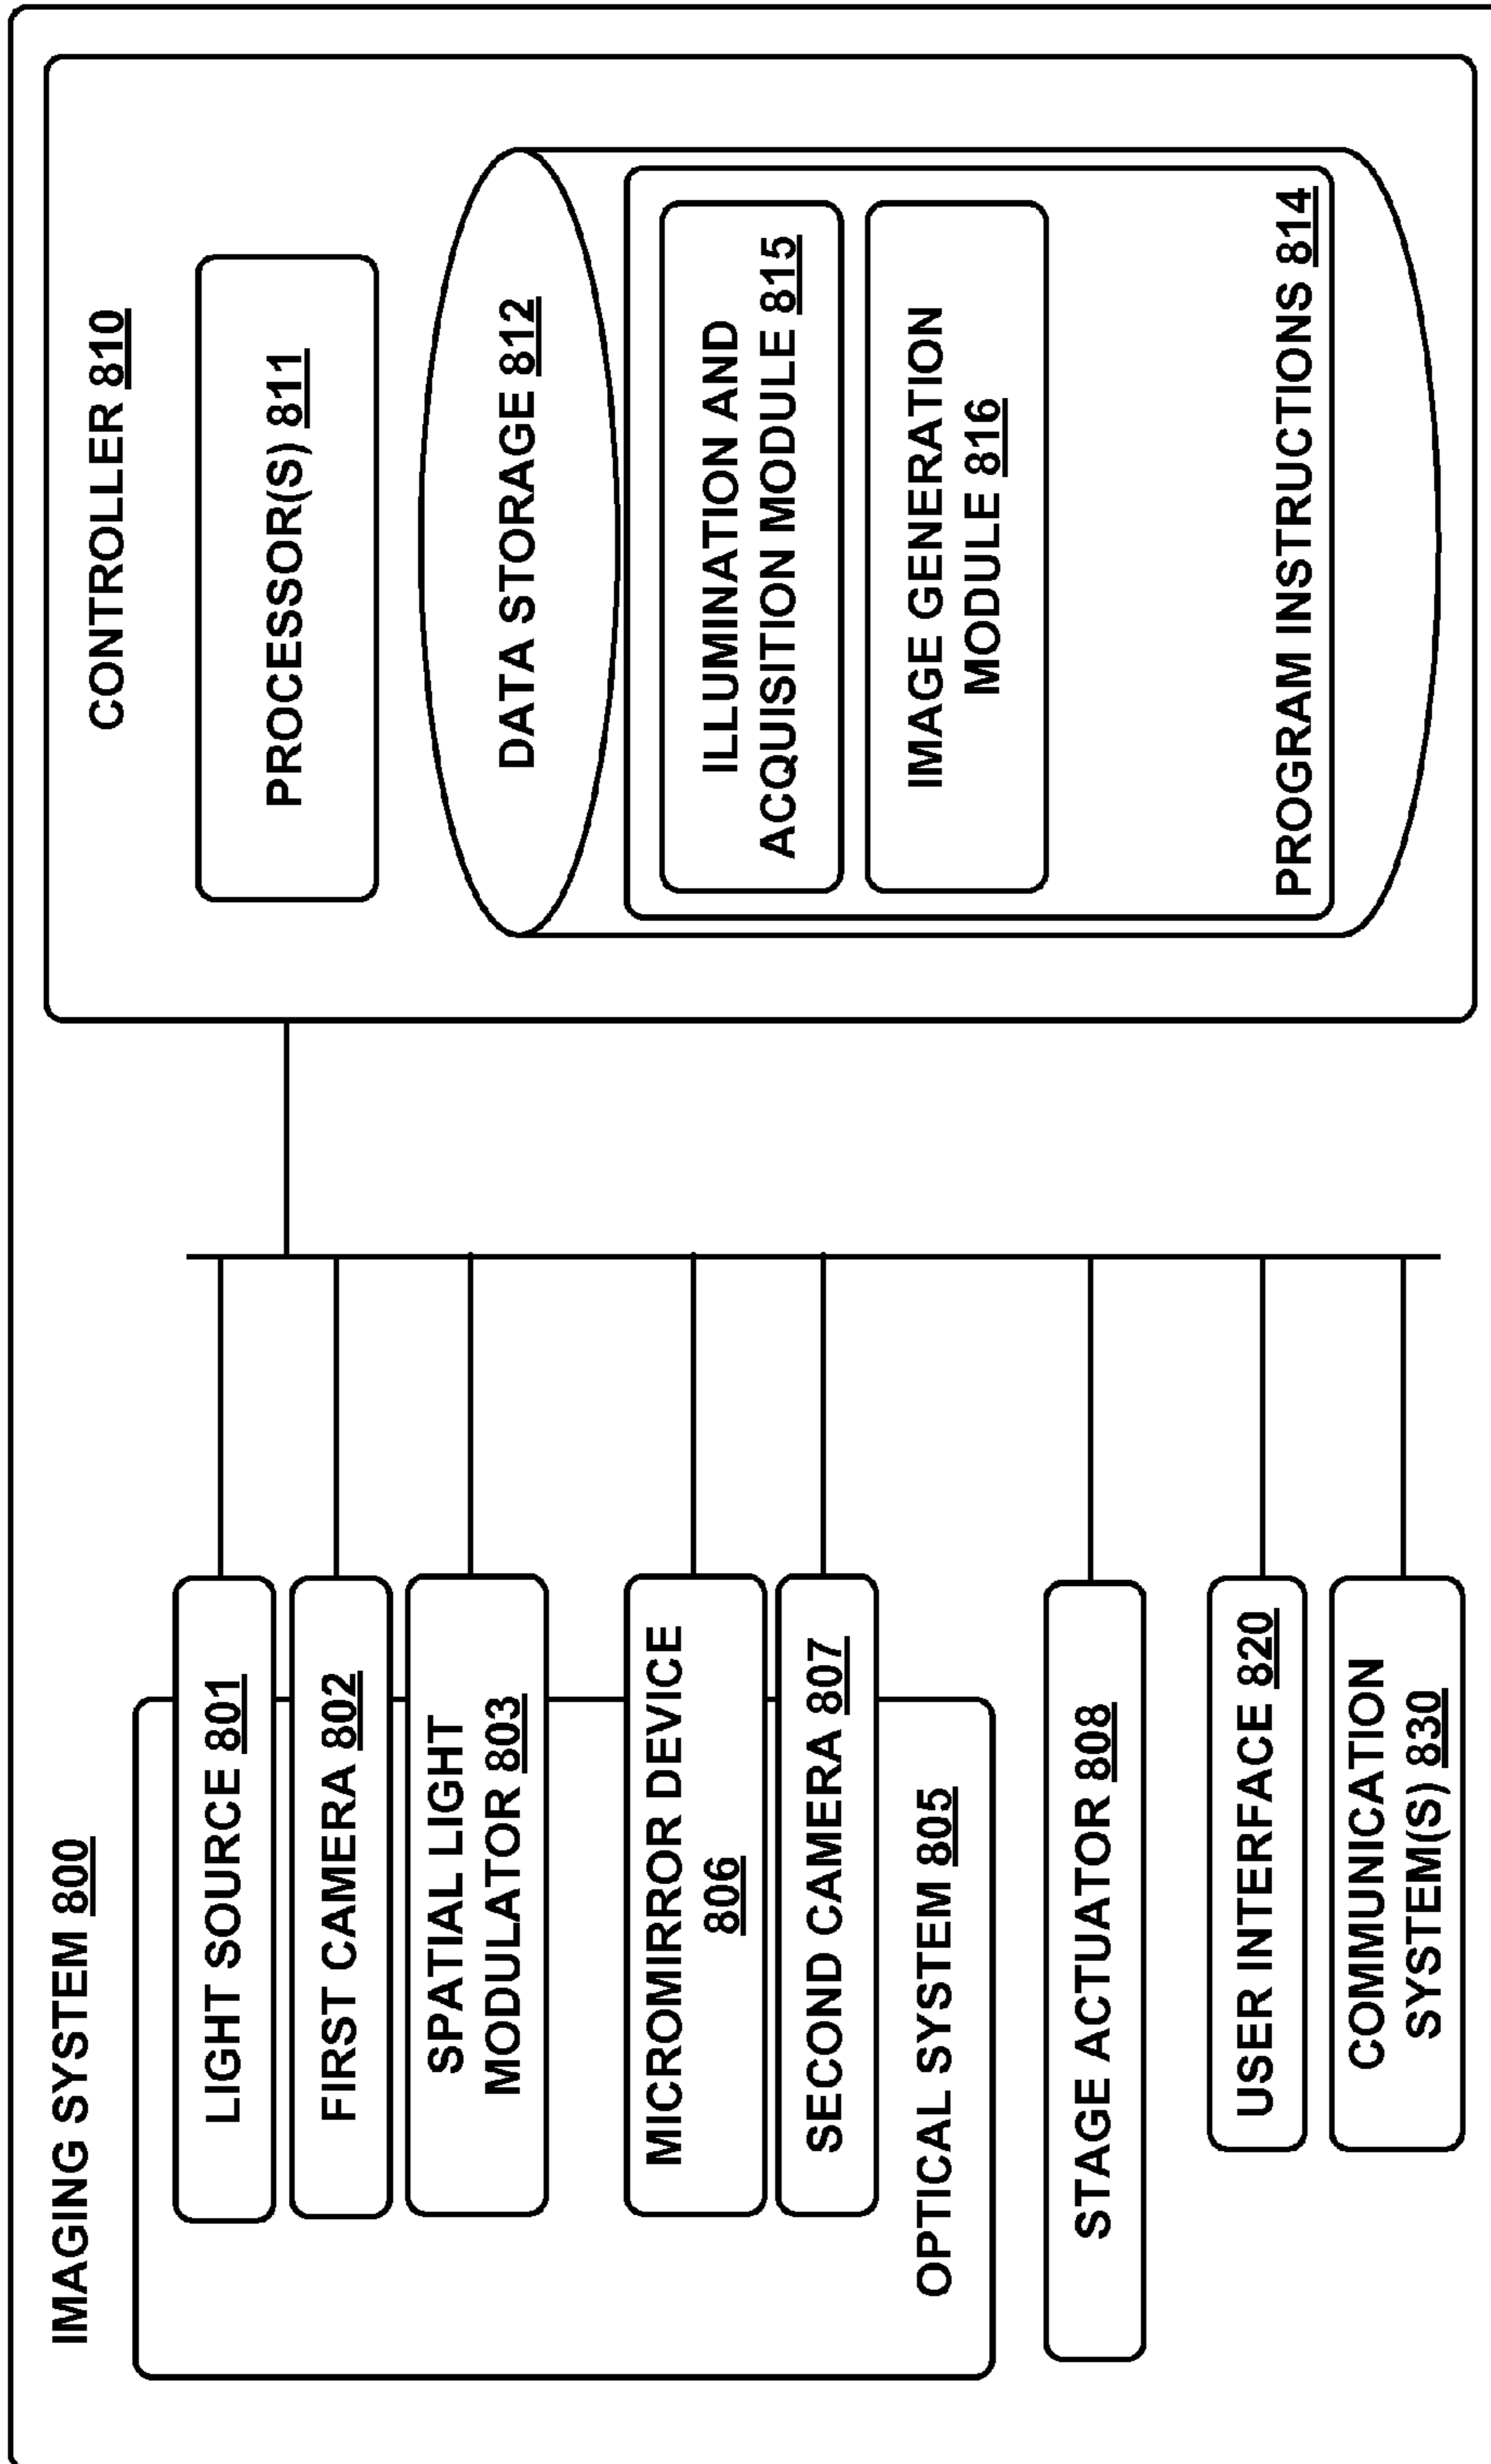 IMAGING SYSTEM 800
LIGHT SOURCE 801
FIRST CAMERA 802
SPATIAL LIGHT
MODULATOR 803
MICROMIRROR DEVICE
806
SECOND CAMERA 807
OPTICAL SYSTEM 805
STAGE ACTUATOR 808
USER INTERFACE 820
COMMUNICATION
SYSTEM(S) 830
CONTROLLER 810
PROCESSOR(S) 811
DATA STORAGE 812
ILLUMINATION AND
ACQUISITION MODULE 815
IMAGE GENERATION
MODULE 816
PROGRAM INSTRUCTIONS 814